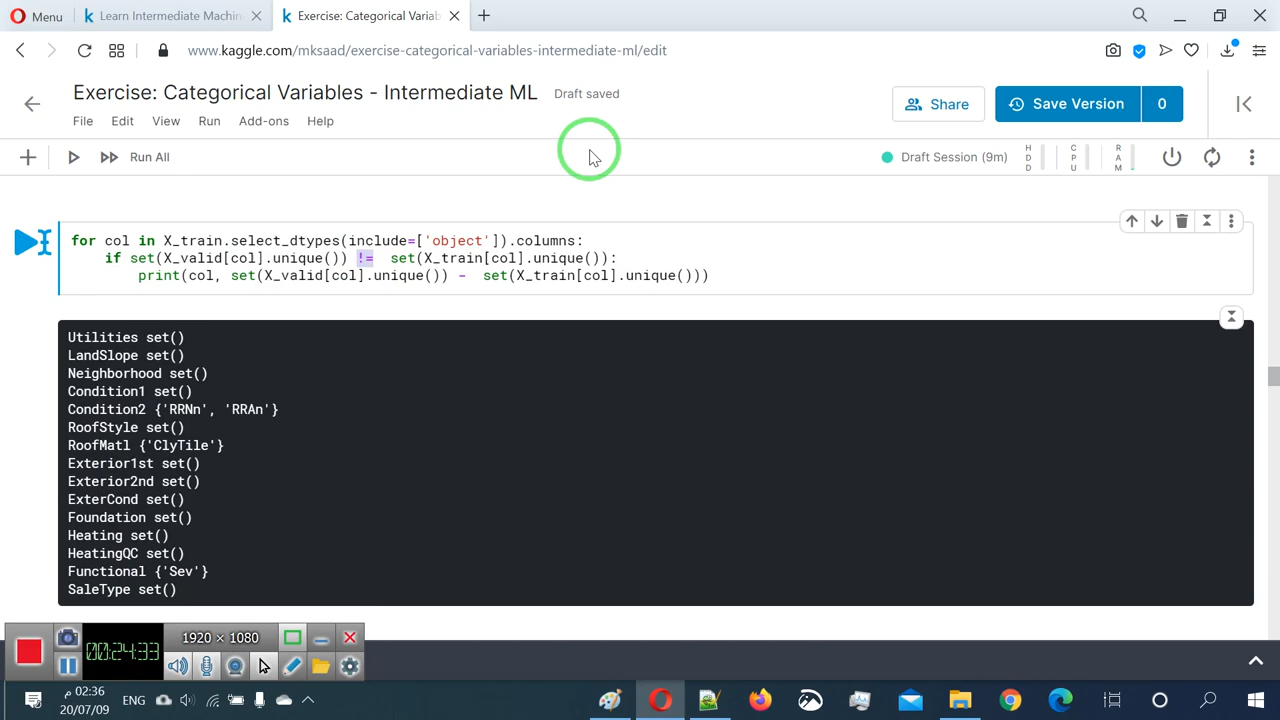 Menu
Learn Intermediate Machin
Exercise: Categorical Variab
www.kaggle.com/mksaad/exercise-categorical-variables-intermediate-ml/edit
Exercise: Categorical Variables - Intermediate ML
Draft saved
Share
Save Version
0
File Edit View Run Add-ons Help
Run All
Draft Session (9m)
HDD
CPU
RAM
for col in X_train.select_dtypes(include=['object']).columns:
if set(X_valid[col].unique()) != set(X_train[col].unique()):
print(col, set(X_valid[col].unique()) - set(X_train[col].unique()))
Utilities set()
LandSlope set()
Neighborhood set()
Condition1 set()
Condition2 {'RRNn', 'RRAn'}
RoofStyle set()
RoofMatl {'ClyTile'}
Exterior1st set()
Exterior2nd set()
ExterCond set()
Foundation set()
Heating set()
HeatingQC set()
Functional {'Sev'}
SaleType set()
00:24:33
1920 × 1080
02:36 م
20/07/09
ENG